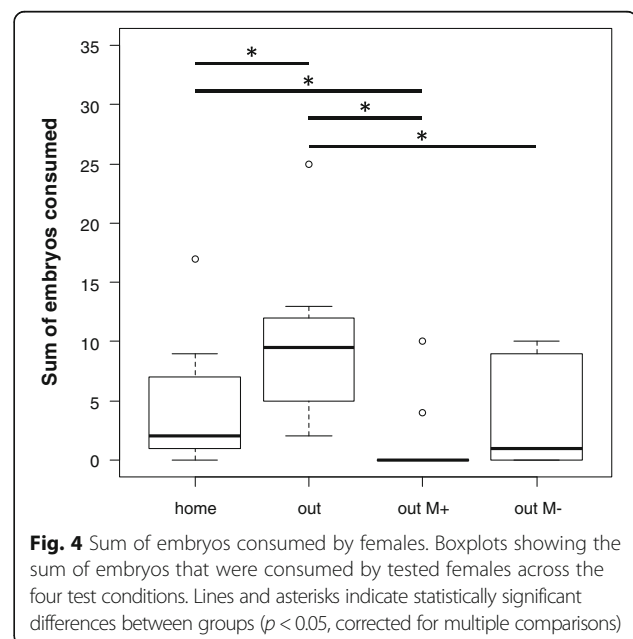 Sum of embryos consumed
35
30
25
20
15
10
5
0
*
*
*
*
home out out M+ out M-
Fig. 4 Sum of embryos consumed by females. Boxplots showing the
sum of embryos that were consumed by tested females across the
four test conditions. Lines and asterisks indicate statistically significant
differences between groups (p < 0.05, corrected for multiple comparisons)